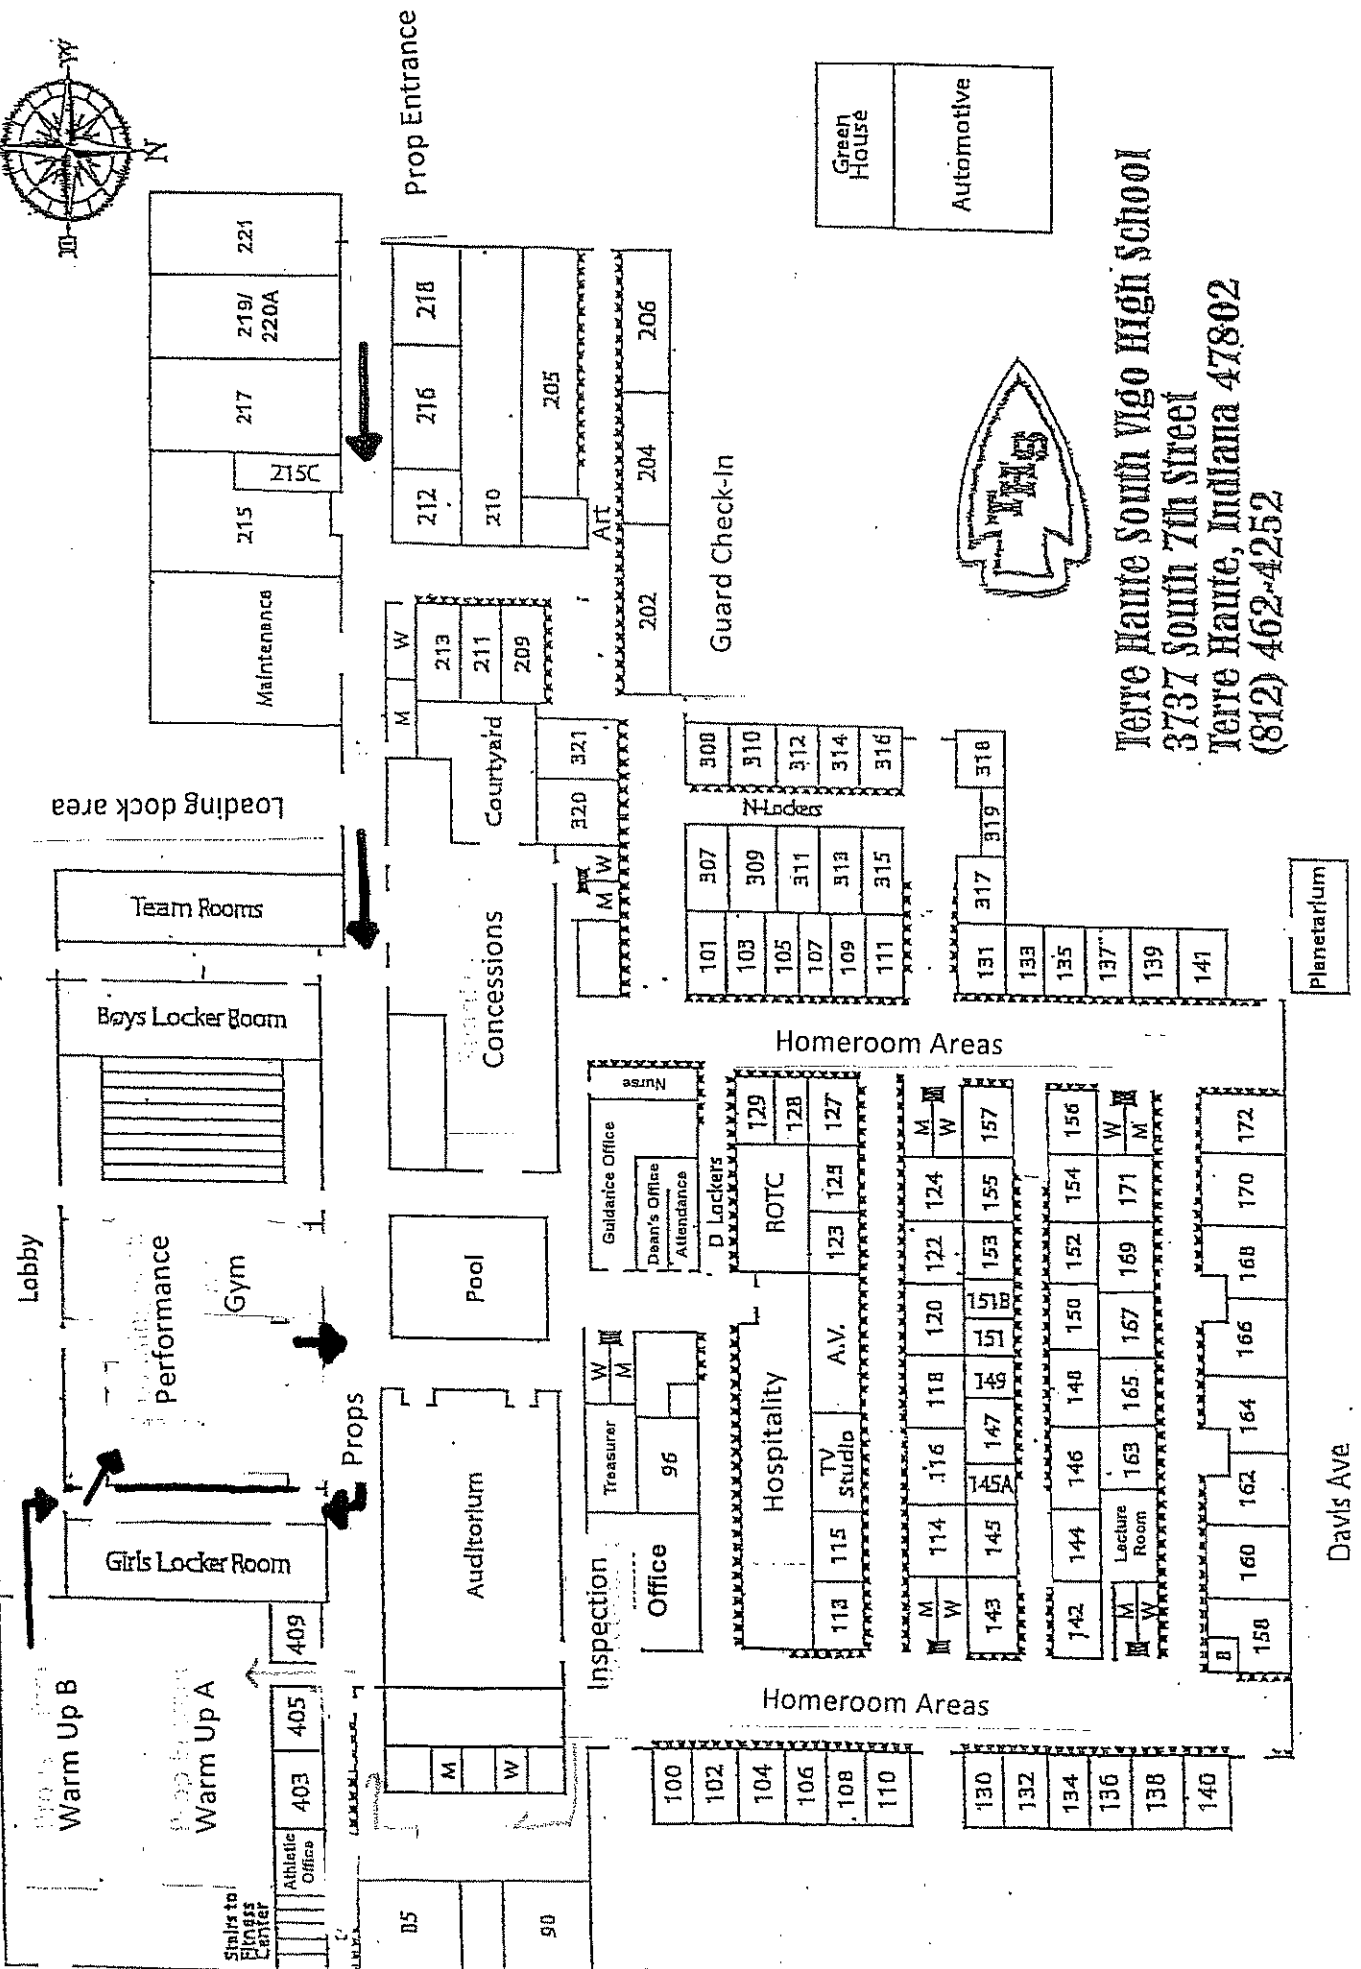 W
N
E
Prop Entrance
221
219/
220A
217
215C
215
Maintenance
218
216
212
210
205
Art
206
204
202
Green
House
Automotive
Guard Check-In
THS
Terre Haute South Vigo High School
3737 South 7th Street
Terre Haute, Indiana 47802
(812) 462-4252
Loading dock area
M
W
213
211
209
Courtyard
321
320
M
W
308
310
312
314
316
N-Lockers
307
309
311
313
315
101
103
105
107
109
111
318
319
317
131
133
135
137
139
141
Planetarium
Team Rooms
Boys Locker Room
Concessions
Homeroom Areas
Lobby
Performance
Gym
Pool
Nurse
Guidance Office
Dean's Office
Attendance
D Lockers
129
128
127
ROTC
125
123
A.V.
Hospitality
TV
Studio
115
113
M
W
124
122
120
118
116
114
M
W
157
155
153
151B
151
149
147
145A
145
143
156
154
152
150
148
146
144
142
W
M
171
169
167
165
163
Lecture
Room
M
W
172
170
168
166
164
162
160
158
B
Davis Ave
Props
Girls Locker Room
Auditorium
W
M
Treasurer
96
Office
Inspection
409
405
403
Athletic
Office
Stairs to
Fitness
Center
Warm Up B
Warm Up A
M
W
85
90
Homeroom Areas
100
102
104
106
108
110
130
132
134
136
138
140